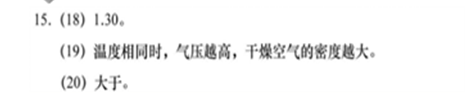 15. (18) 1.30。
(19) 温度相同时，气压越高，干燥空气的密度越大。
(20) 大于。